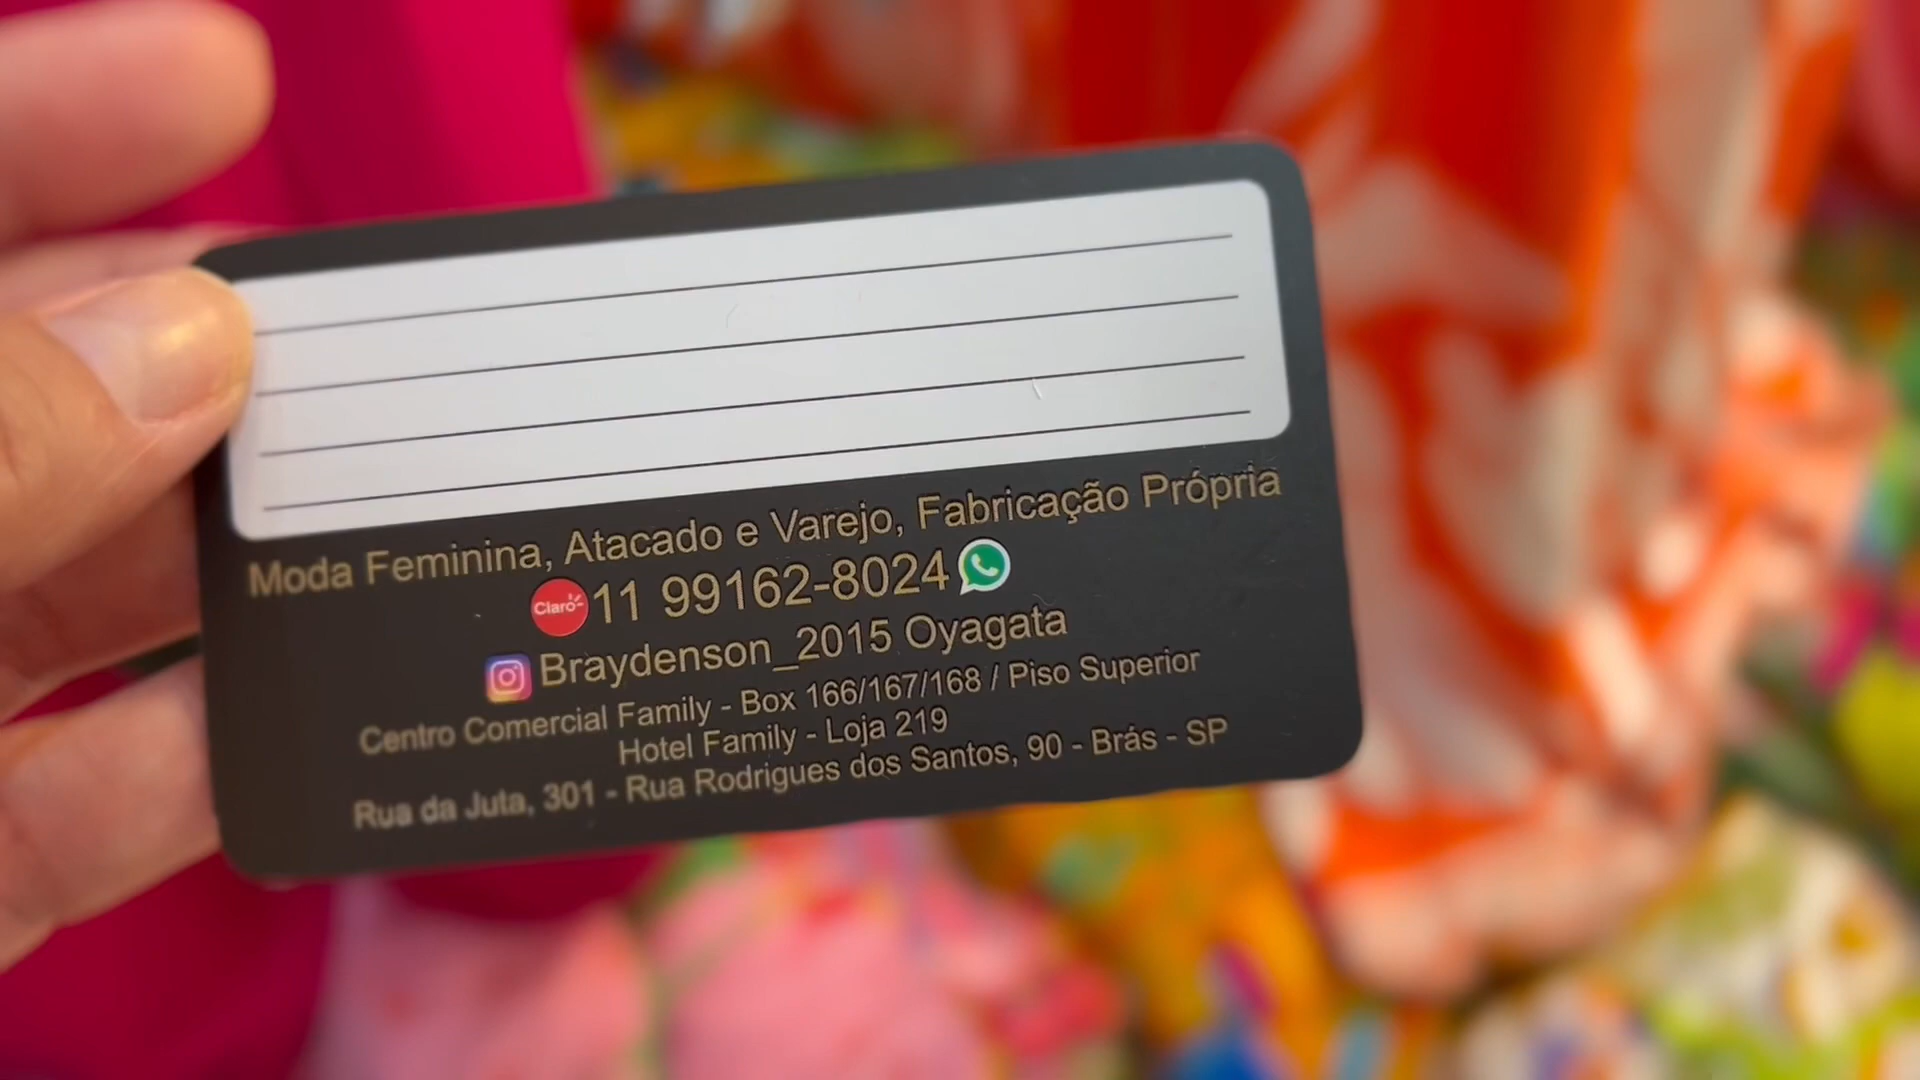 Moda Feminina, Atacado e Varejo, Fabricação Própria
Claro 11 99162-8024
Braydenson_2015 Oyagata
Centro Comercial Family - Box 166/167/168 / Piso Superior
Hotel Family - Loja 219
Rua da Juta, 301 - Rua Rodrigues dos Santos, 90 - Brás - SP